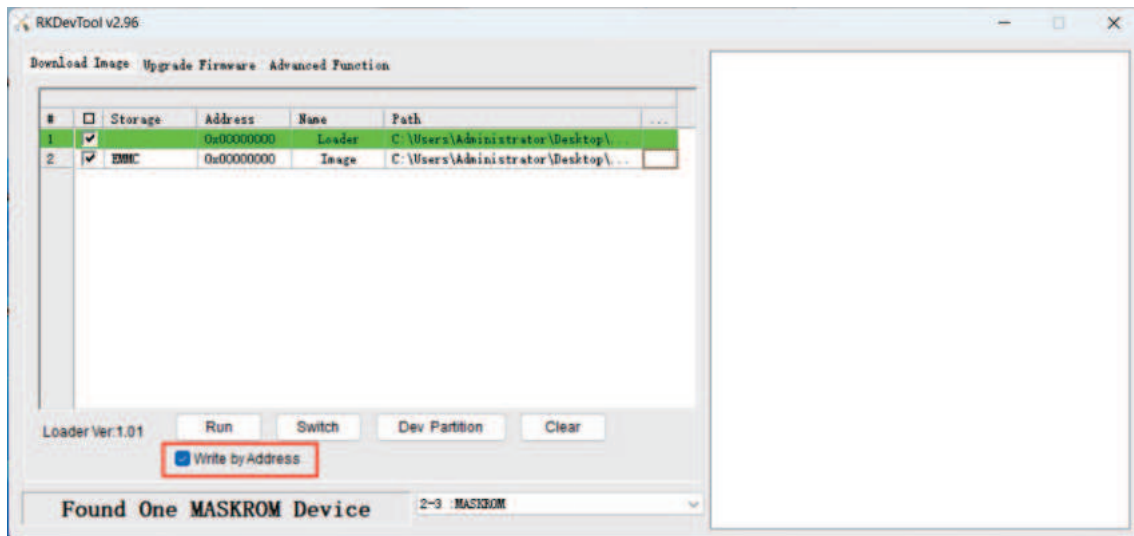 RKDevTool v2.96
Download Image Upgrade Firmware Advanced Function
# Storage Address Name Path ...
1 0x00000000 Loader C:\Users\Administrator\Desktop\...
2 EMMC 0x00000000 Image C:\Users\Administrator\Desktop\...
Loader Ver:1.01 Run Switch Dev Partition Clear
Write by Address
Found One MASKROM Device 2-3 :MASKROM